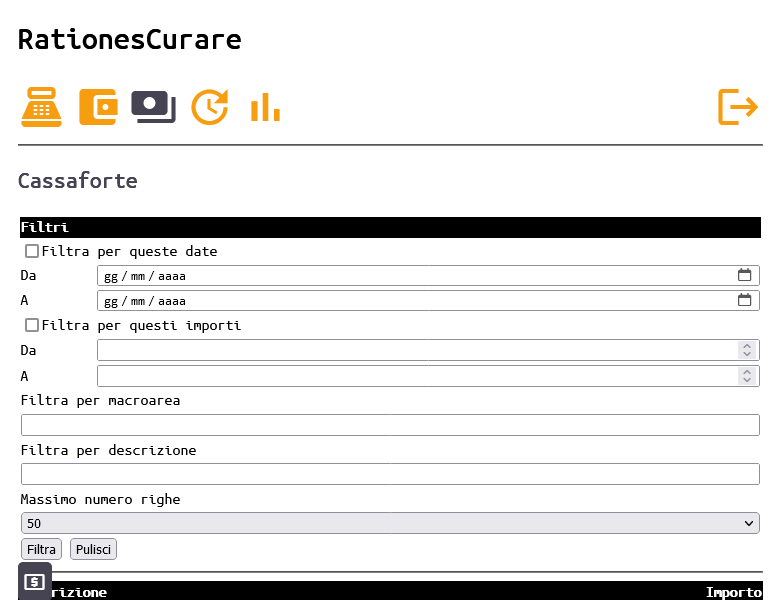 RationesCurare
Cassaforte
Filtri
Filtra per queste date
Da gg / mm / aaaa
A gg / mm / aaaa
Filtra per questi importi
Da
A
Filtra per macroarea
Filtra per descrizione
Massimo numero righe
50
Filtra Pulisci
rizione Importo